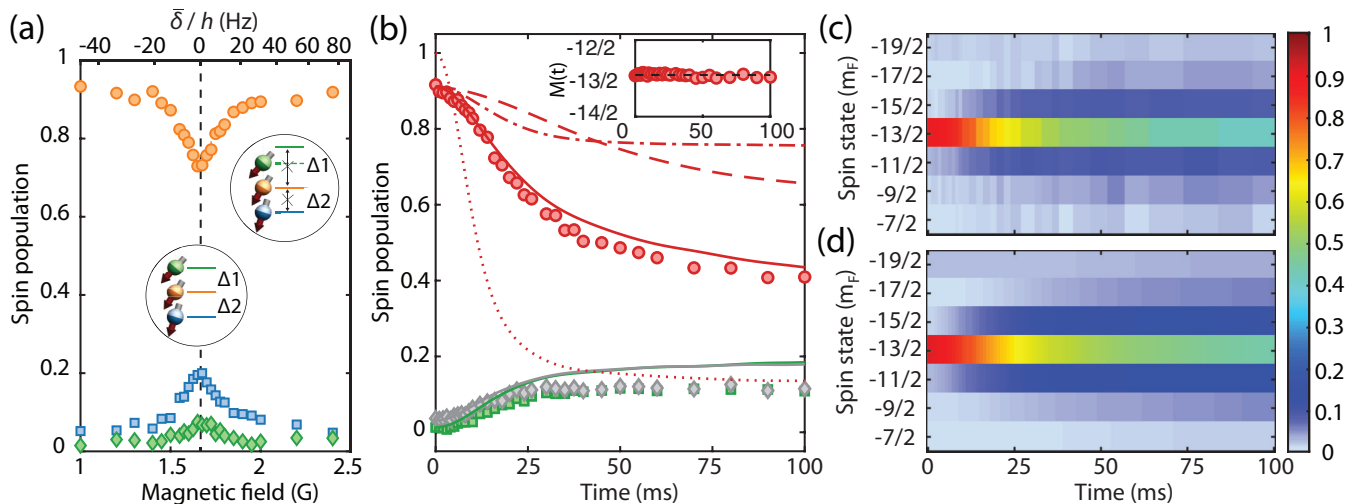 (a)
δ̄ / h (Hz)
-40 -20 0 20 40 60 80
1
0.8
0.6
0.4
0.2
0
Spin population
Δ1
Δ2
Δ1
Δ2
1 1.5 2 2.5
Magnetic field (G)
(b)
1
0.8
0.6
0.4
0.2
0
Spin population
-12/2
-13/2
-14/2
M(t)
0 50 100
0 25 50 75 100
Time (ms)
(c)
-19/2
-17/2
-15/2
-13/2
-11/2
-9/2
-7/2
Spin state (mF)
(d)
-19/2
-17/2
-15/2
-13/2
-11/2
-9/2
-7/2
Spin state (mF)
0 25 50 75 100
Time (ms)
1
0.9
0.8
0.7
0.6
0.5
0.4
0.3
0.2
0.1
0